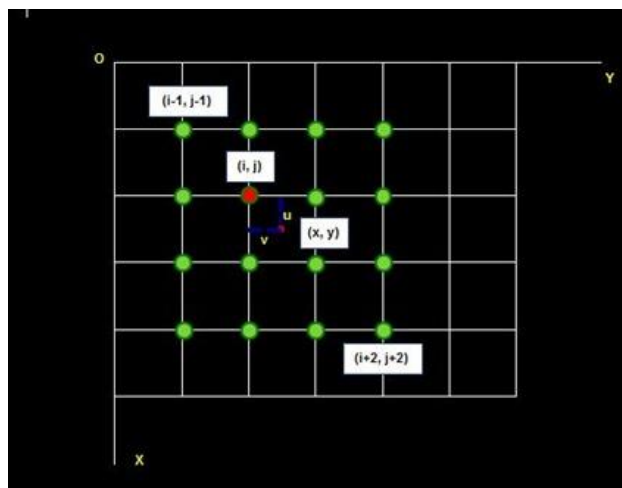 O
Y
(i-1, j-1)
(i, j)
u
(x, y)
v
(i+2, j+2)
X